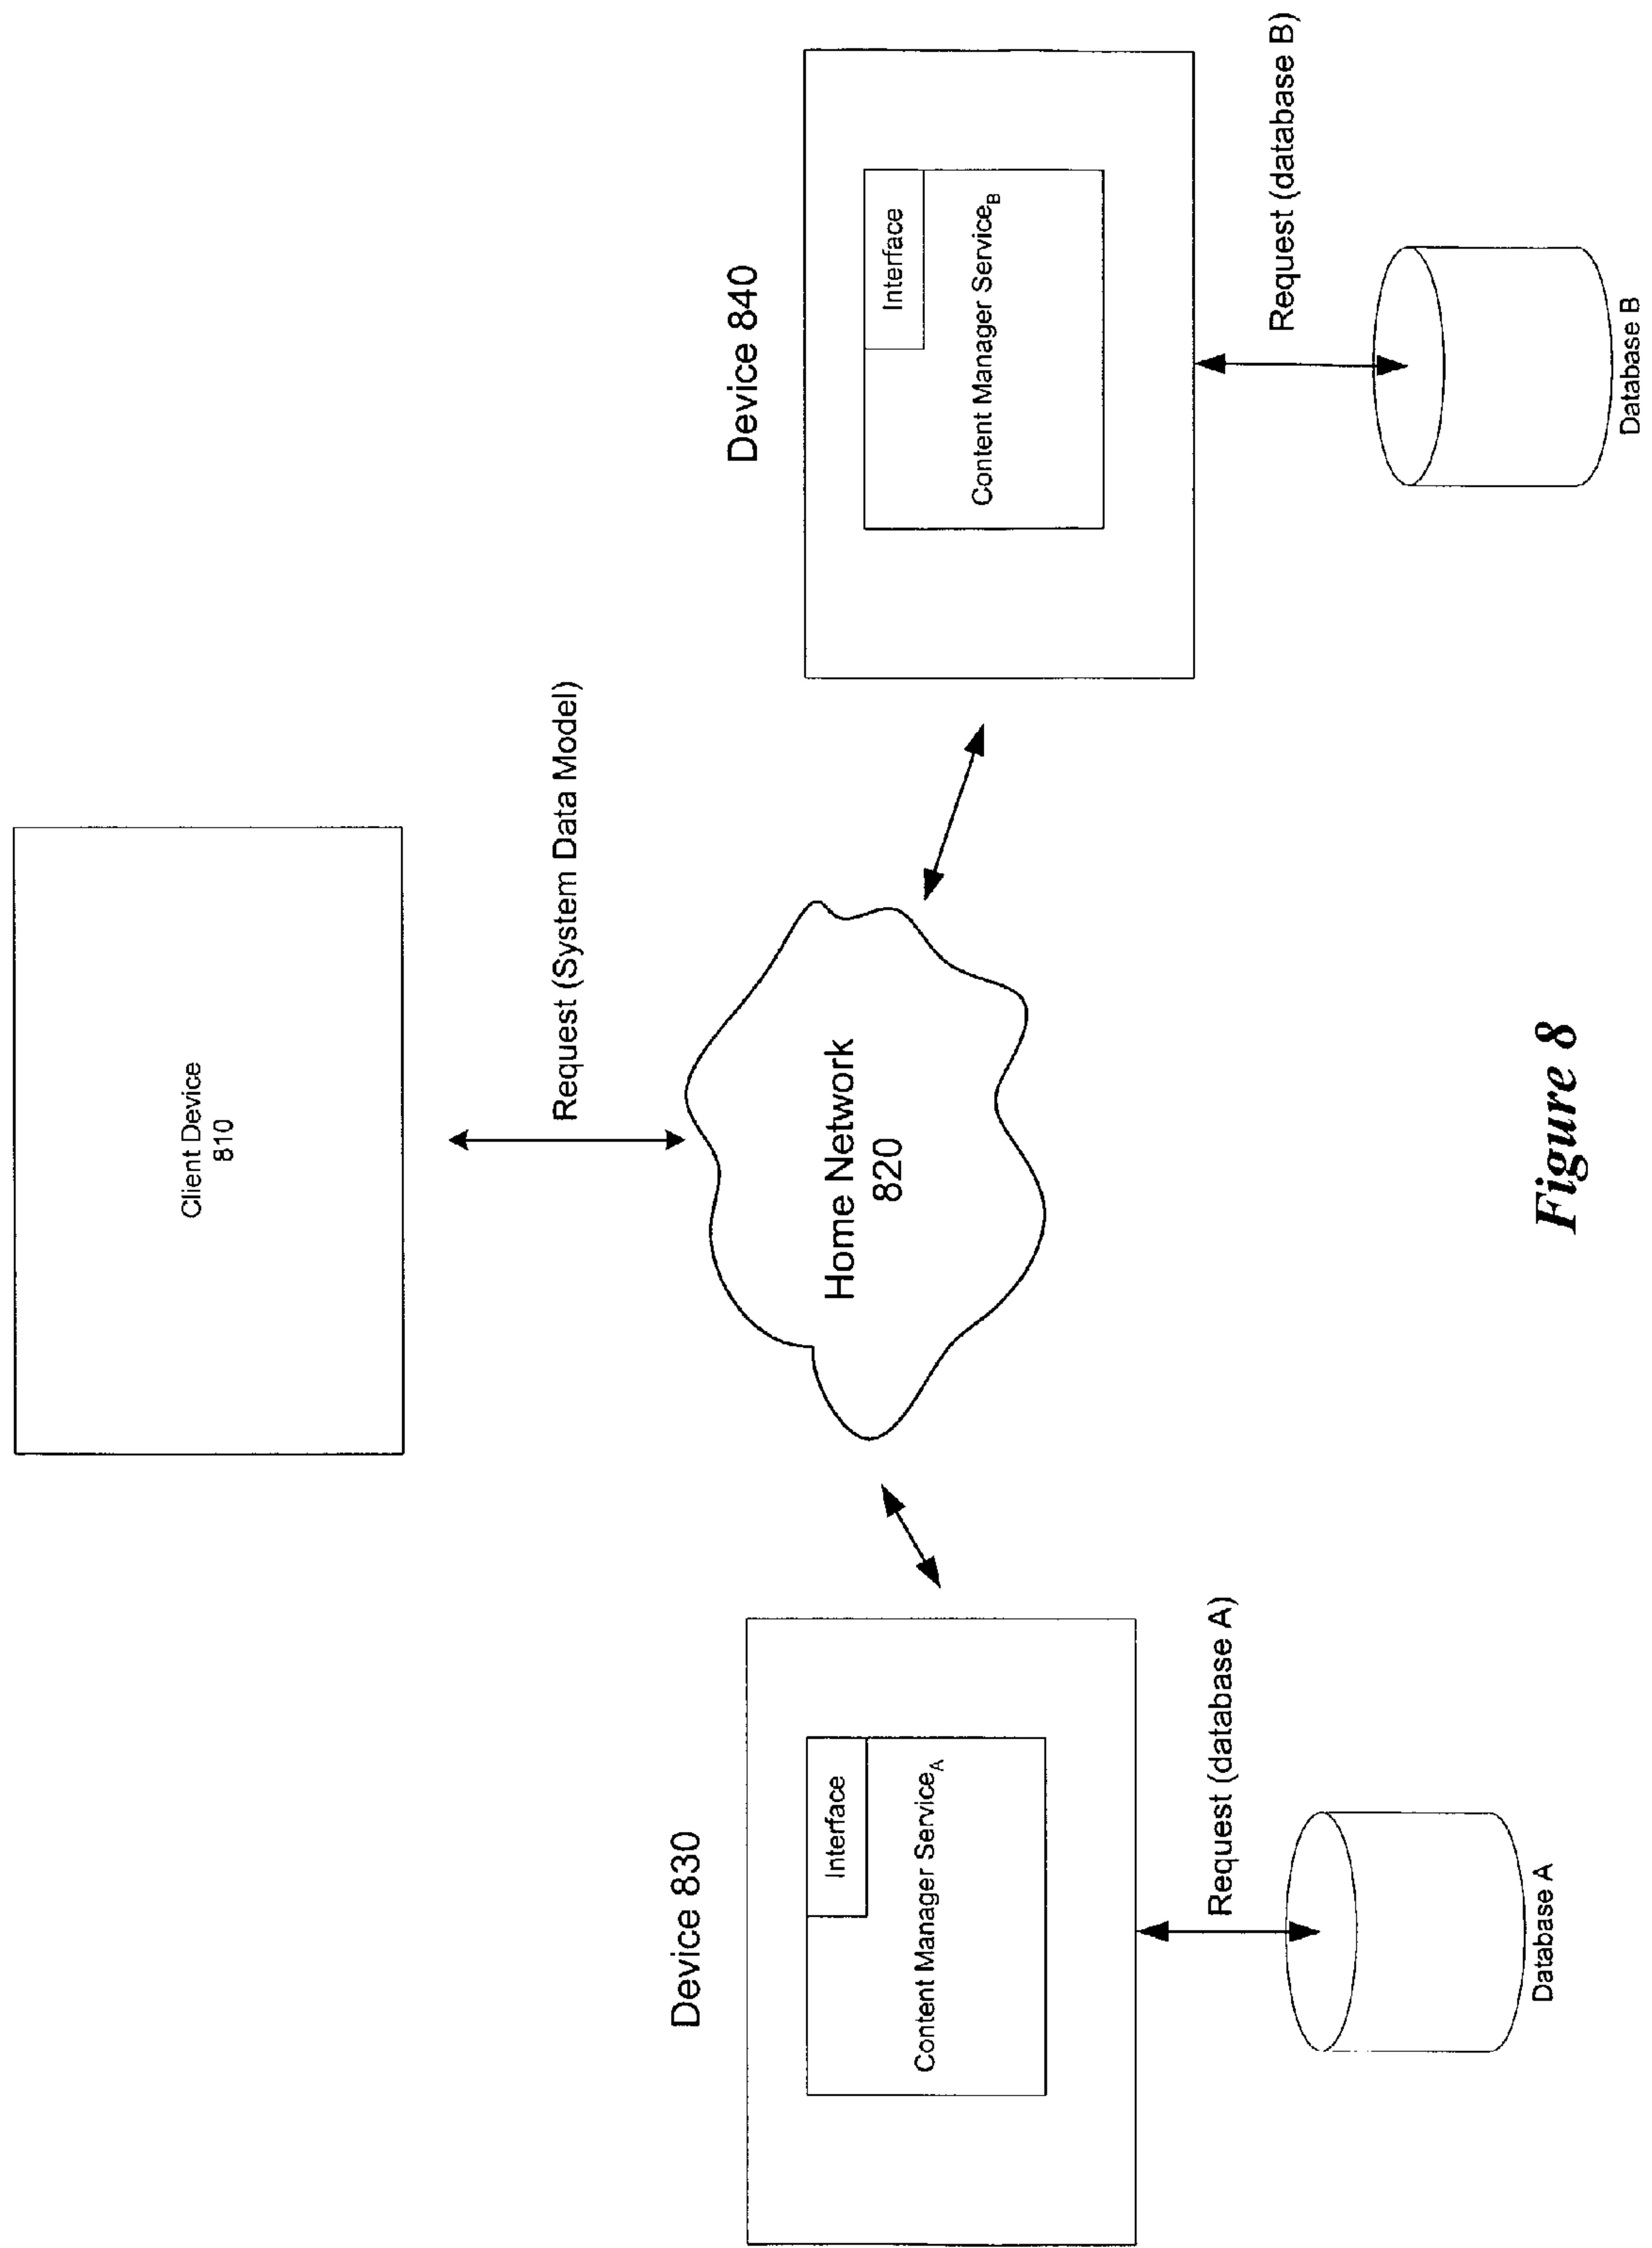 Client Device
810
Request (System Data Model)
Home Network
820
Device 830
Interface
Content Manager ServiceA
Request (database A)
Database A
Device 840
Interface
Content Manager ServiceB
Request (database B)
Database B
Figure 8